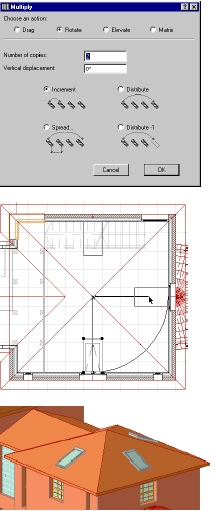 Multiply
Choose an action:
Drag
Rotate
Elevate
Matrix
Number of copies:
Vertical displacement
0"
Increment
Distribute
Spread...
Distribute -1
Cancel
OK